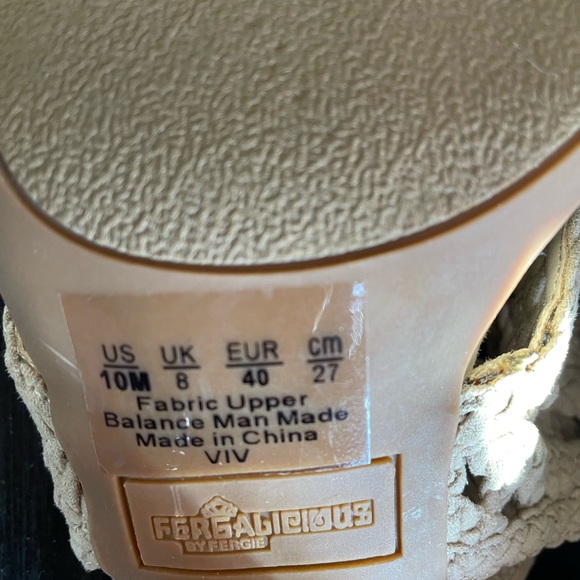 US UK EUR cm
10M 8 40 27
Fabric Upper
Balance Man Made
Made in China
VIV
FERGALICIOUS
BY FERGIE